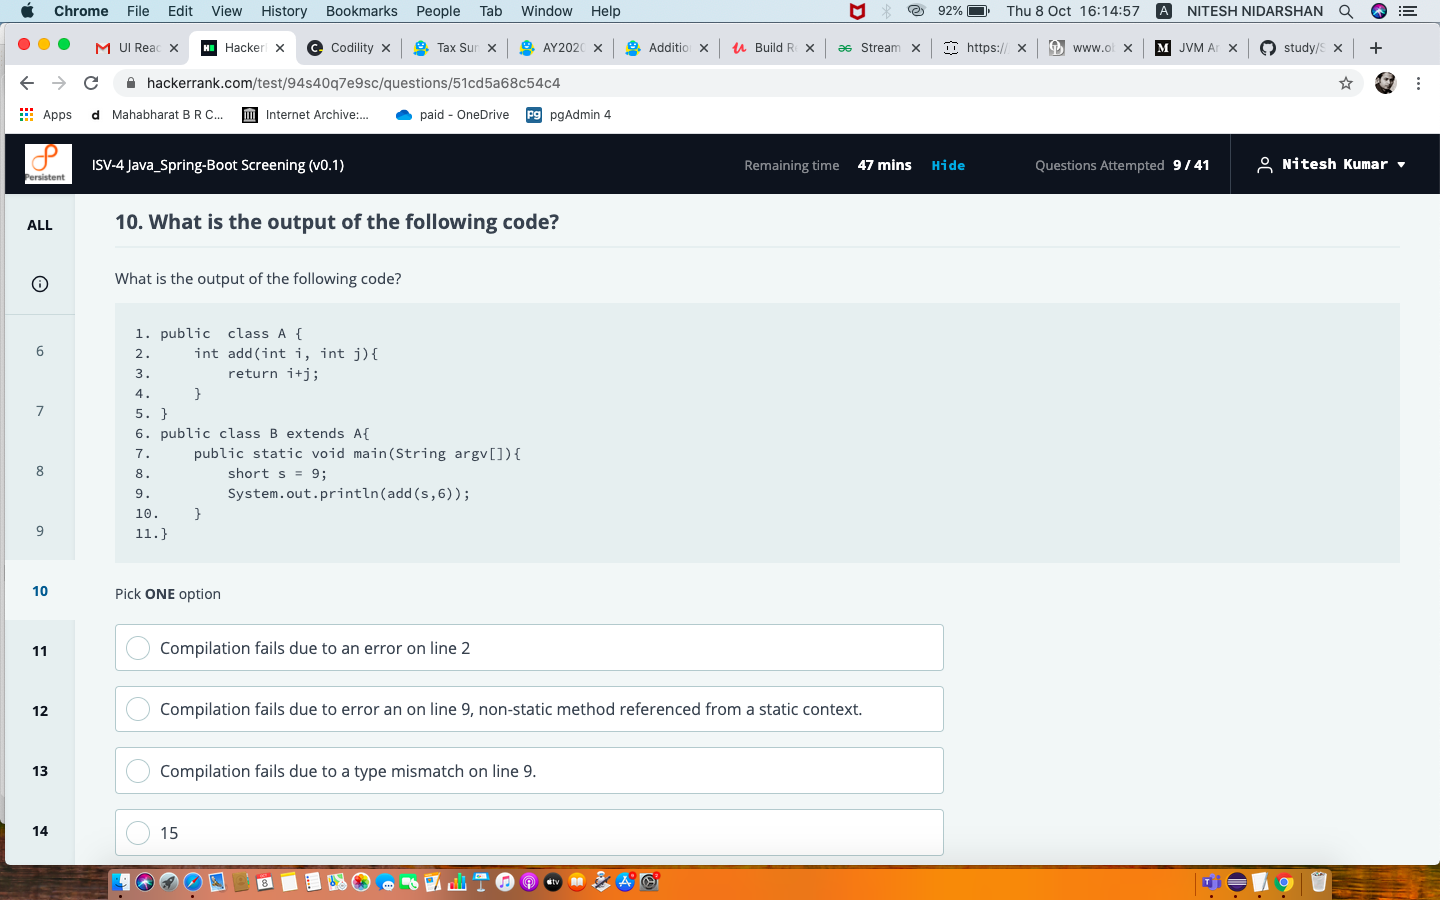 Chrome File Edit View History Bookmarks People Tab Window Help 92% Thu 8 Oct 16:14:57 A NITESH NIDARSHAN
UI Reac Hacker Codility Tax Sur AY202 Additio Build R Stream https:// www.o JVM Ar study/S
hackerrank.com/test/94s40q7e9sc/questions/51cd5a68c54c4
Apps d Mahabharat B R C... Internet Archive:... paid - OneDrive pg pgAdmin 4
Persistent ISV-4 Java_Spring-Boot Screening (v0.1) Remaining time 47 mins Hide Questions Attempted 9 / 41 Nitesh Kumar
ALL
6
7
8
9
10
11
12
13
14
10. What is the output of the following code?
What is the output of the following code?
1. public  class A {
2.     int add(int i, int j){
3.         return i+j;
4.     }
5. }
6. public class B extends A{
7.     public static void main(String argv[]){
8.         short s = 9;
9.         System.out.println(add(s,6));
10.    }
11.}
Pick ONE option
Compilation fails due to an error on line 2
Compilation fails due to error an on line 9, non-static method referenced from a static context.
Compilation fails due to a type mismatch on line 9.
15